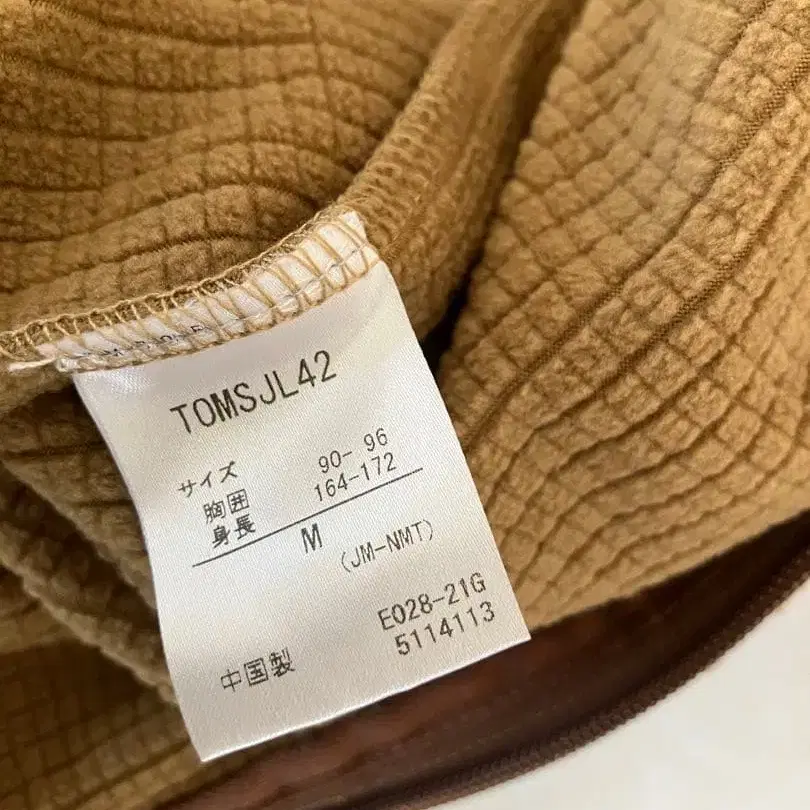 TOMSJL42
サイズ
胸囲 90- 96
身長 164-172
M
(JM-NMT)
E028-21G
5114113
中国製